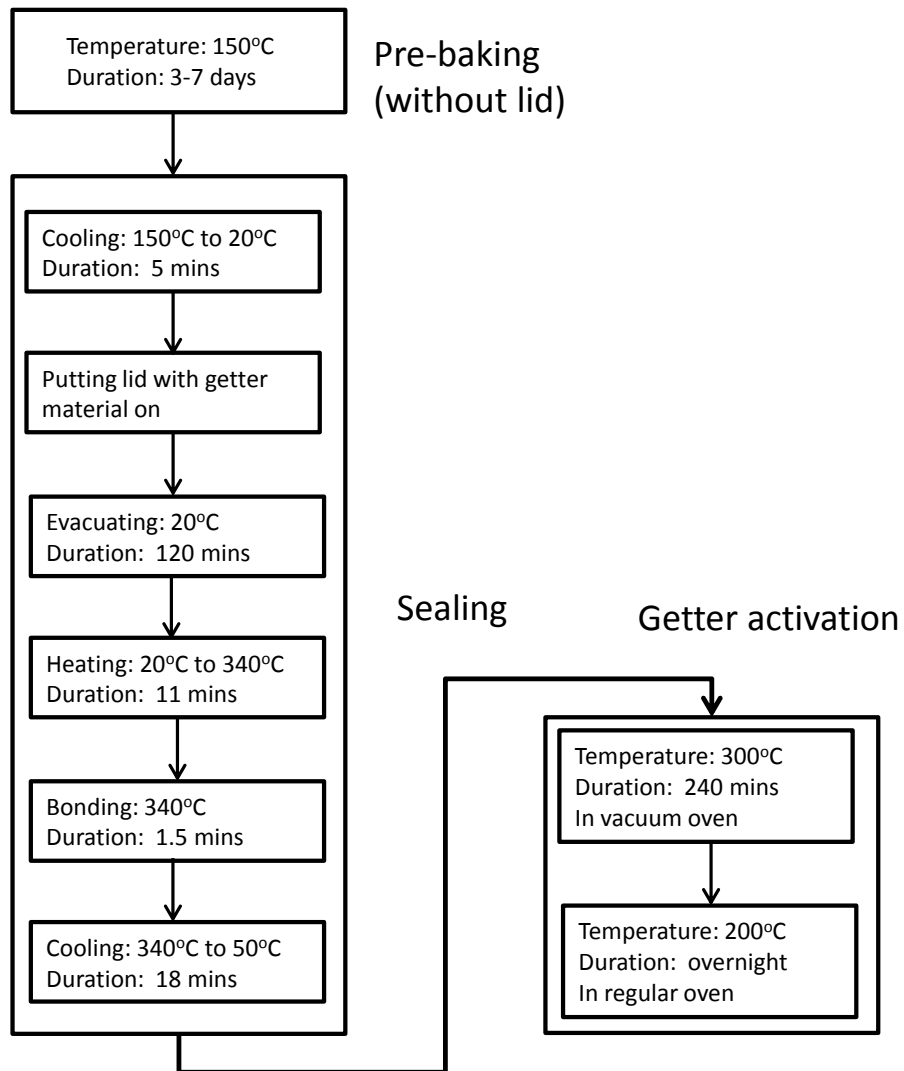 Temperature: 150°C
Duration: 3-7 days
Pre-baking
(without lid)
Cooling: 150°C to 20°C
Duration:  5 mins
Putting lid with getter
material on
Evacuating: 20°C
Duration:  120 mins
Heating: 20°C to 340°C
Duration:  11 mins
Bonding: 340°C
Duration:  1.5 mins
Cooling: 340°C to 50°C
Duration:  18 mins
Sealing
Getter activation
Temperature: 300°C
Duration:  240 mins
In vacuum oven
Temperature: 200°C
Duration:  overnight
In regular oven